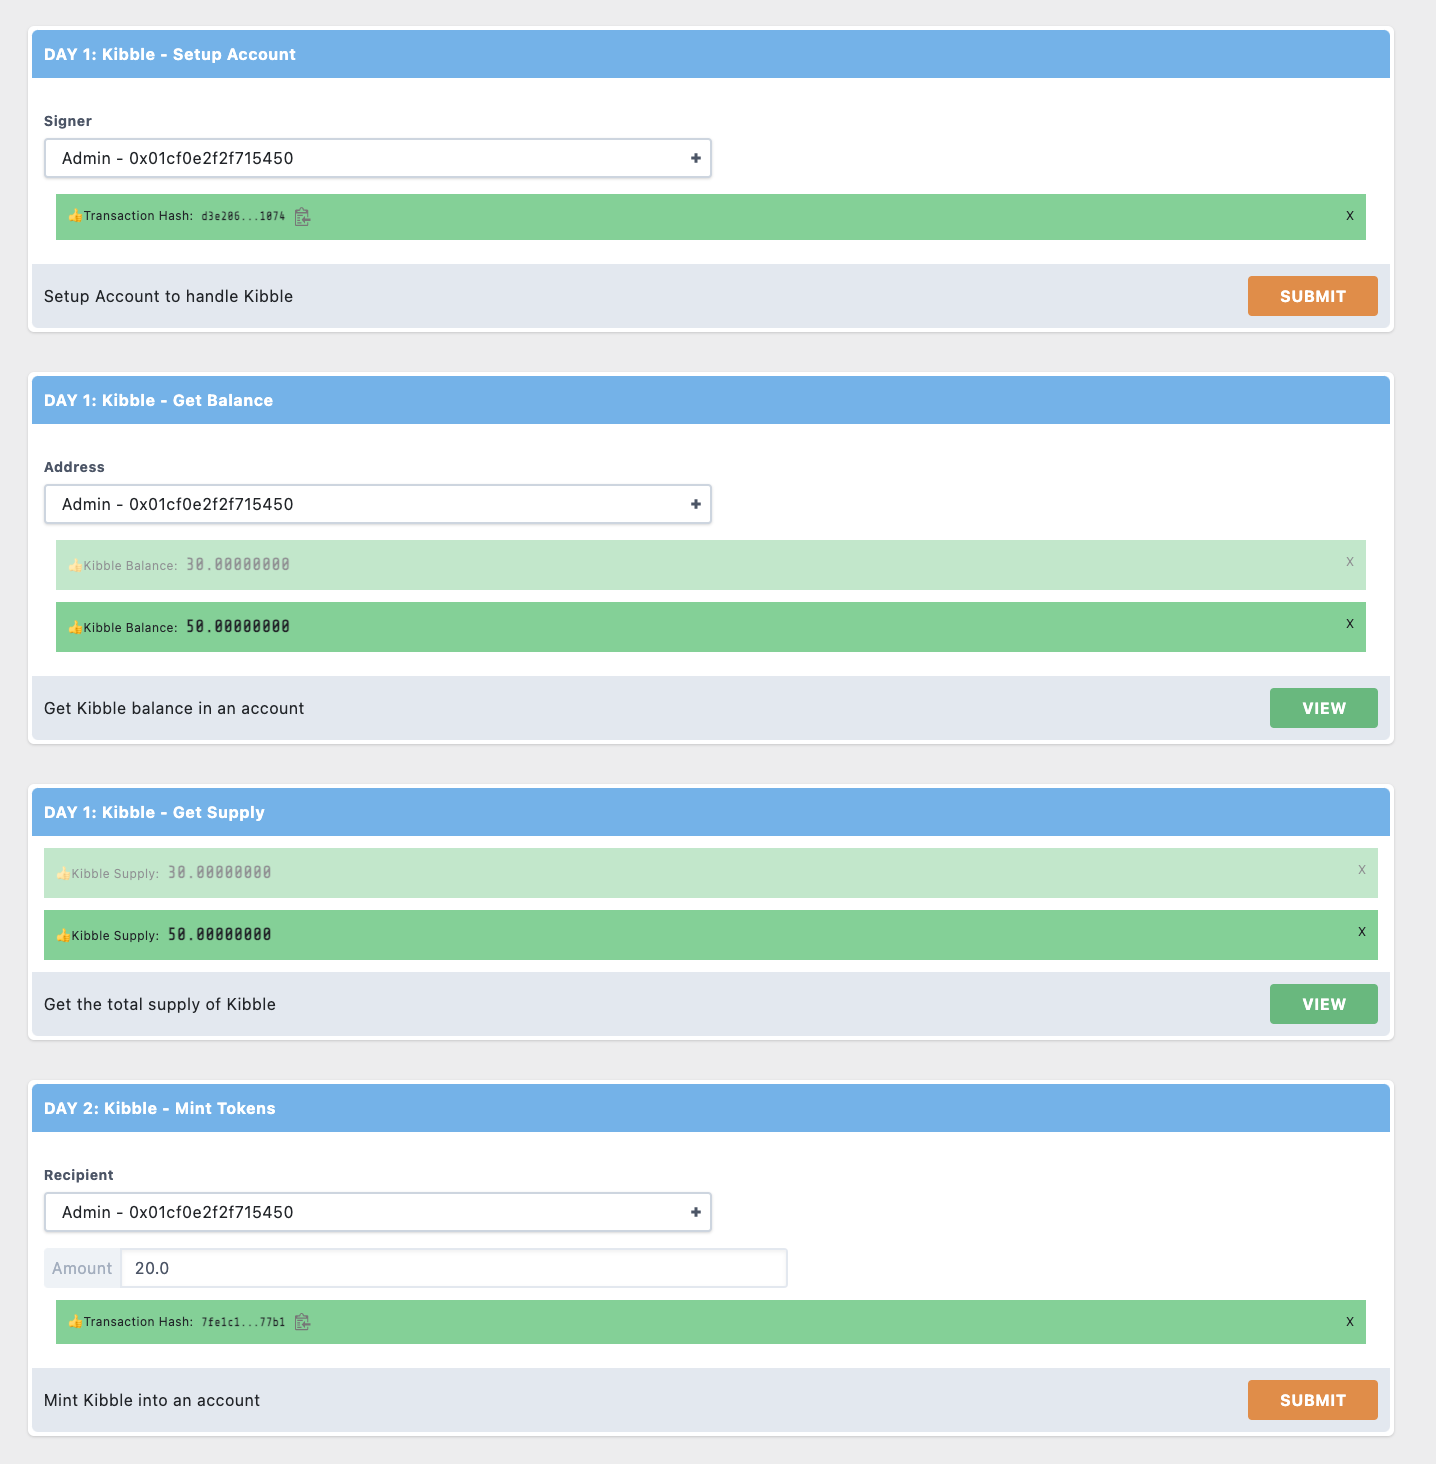 DAY 1: Kibble - Setup Account
Signer
Admin - 0x01cf0e2f2f715450
👍Transaction Hash: d3e206...1074 X
Setup Account to handle Kibble SUBMIT
DAY 1: Kibble - Get Balance
Address
Admin - 0x01cf0e2f2f715450
👍Kibble Balance: 30.00000000 X
👍Kibble Balance: 50.00000000 X
Get Kibble balance in an account VIEW
DAY 1: Kibble - Get Supply
👍Kibble Supply: 30.00000000 X
👍Kibble Supply: 50.00000000 X
Get the total supply of Kibble VIEW
DAY 2: Kibble - Mint Tokens
Recipient
Admin - 0x01cf0e2f2f715450
Amount 20.0
👍Transaction Hash: 7fe1c1...77b1 X
Mint Kibble into an account SUBMIT